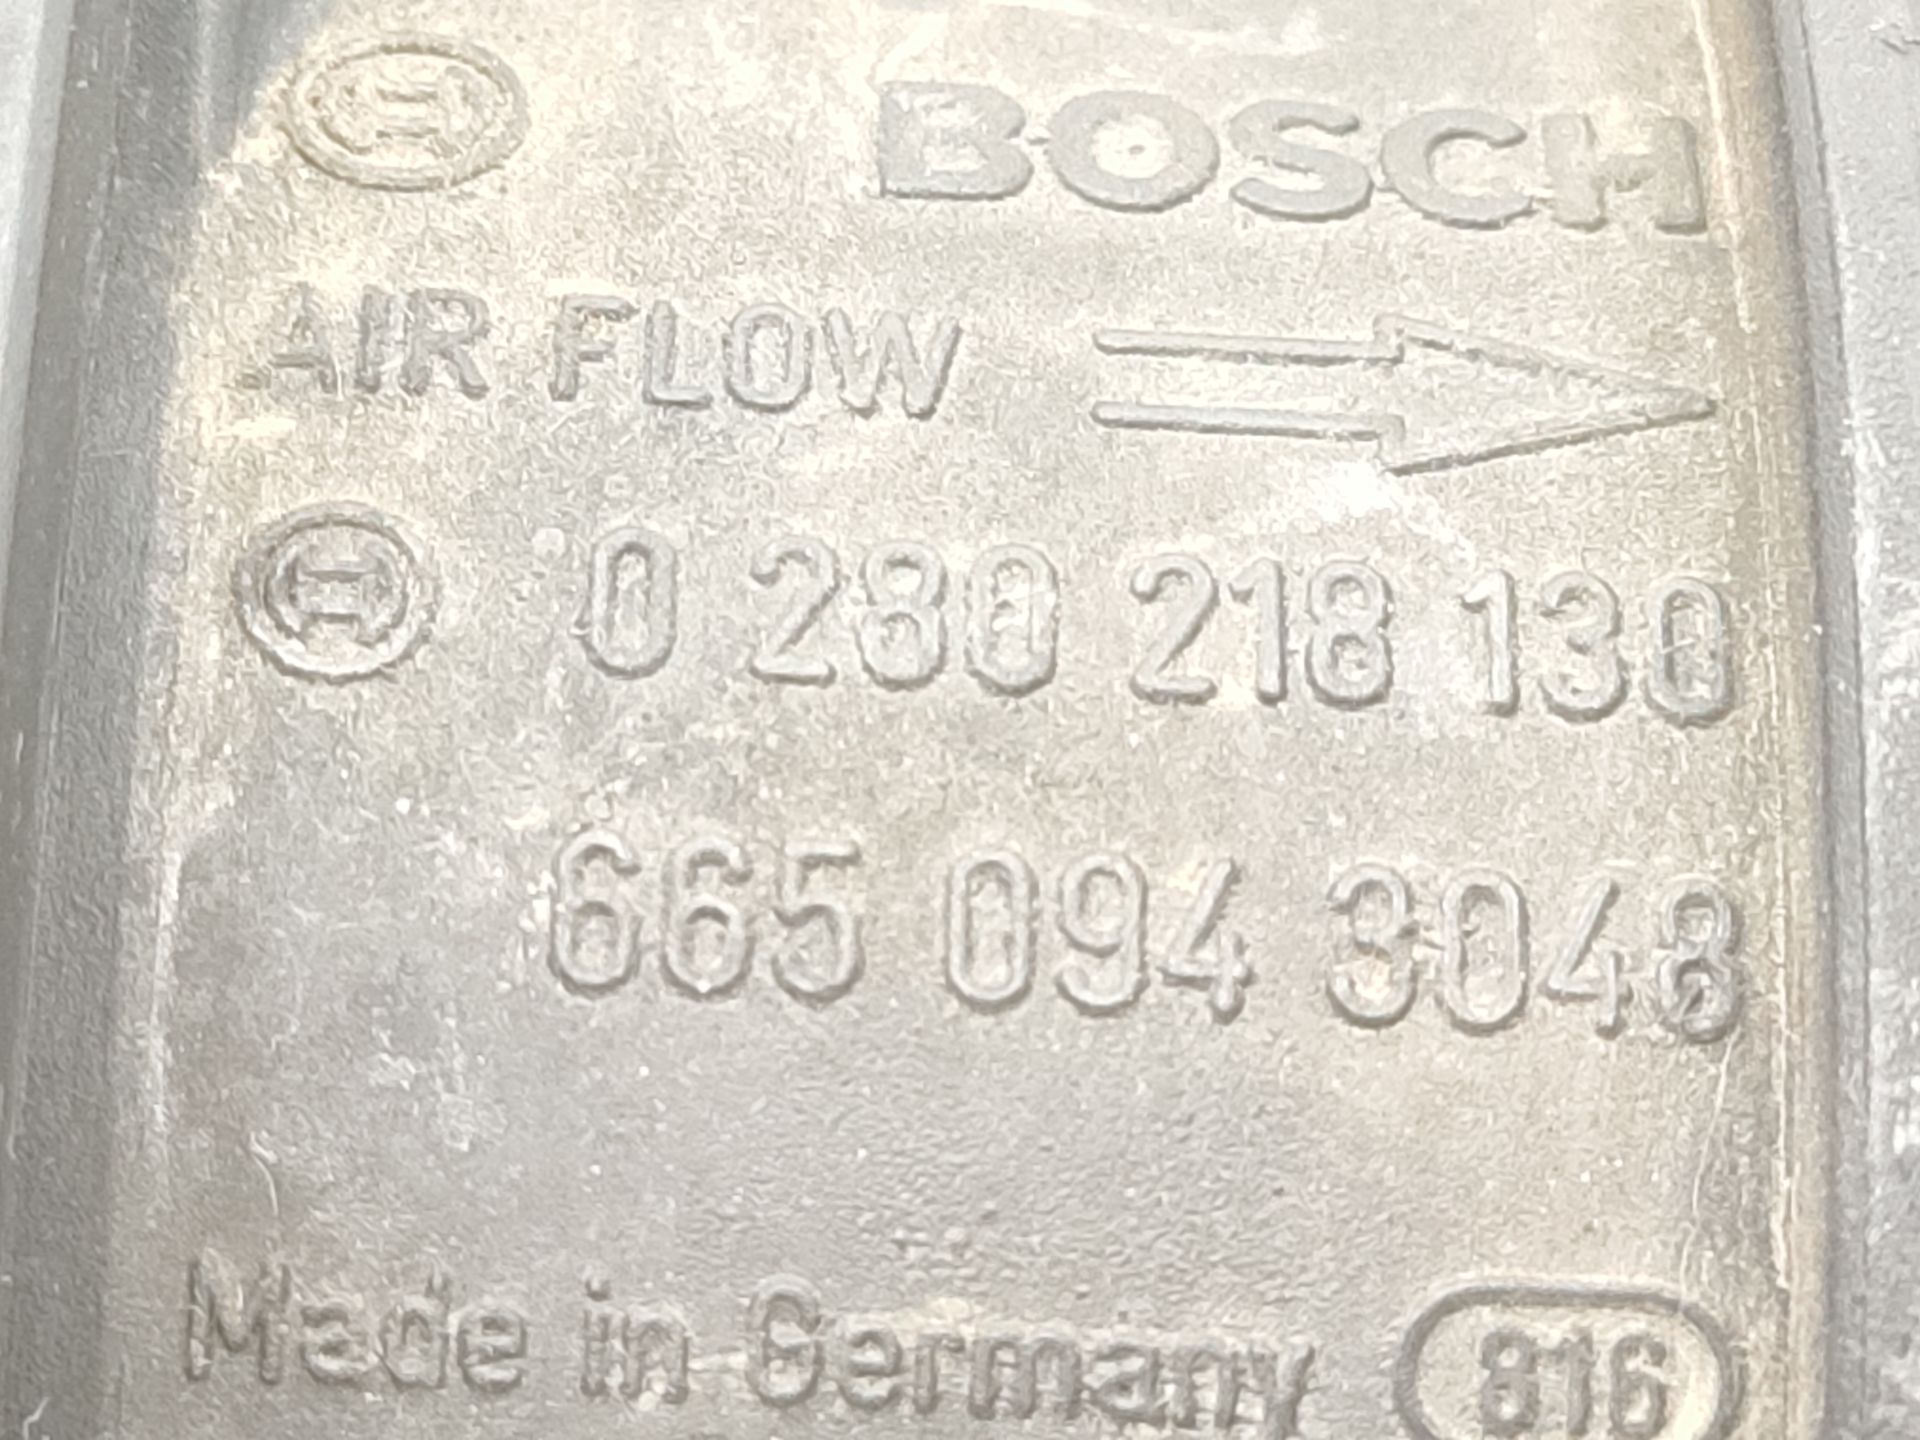 BOSCH
AIR FLOW
0 280 218 130
665 094 3048
Made in Germany 816